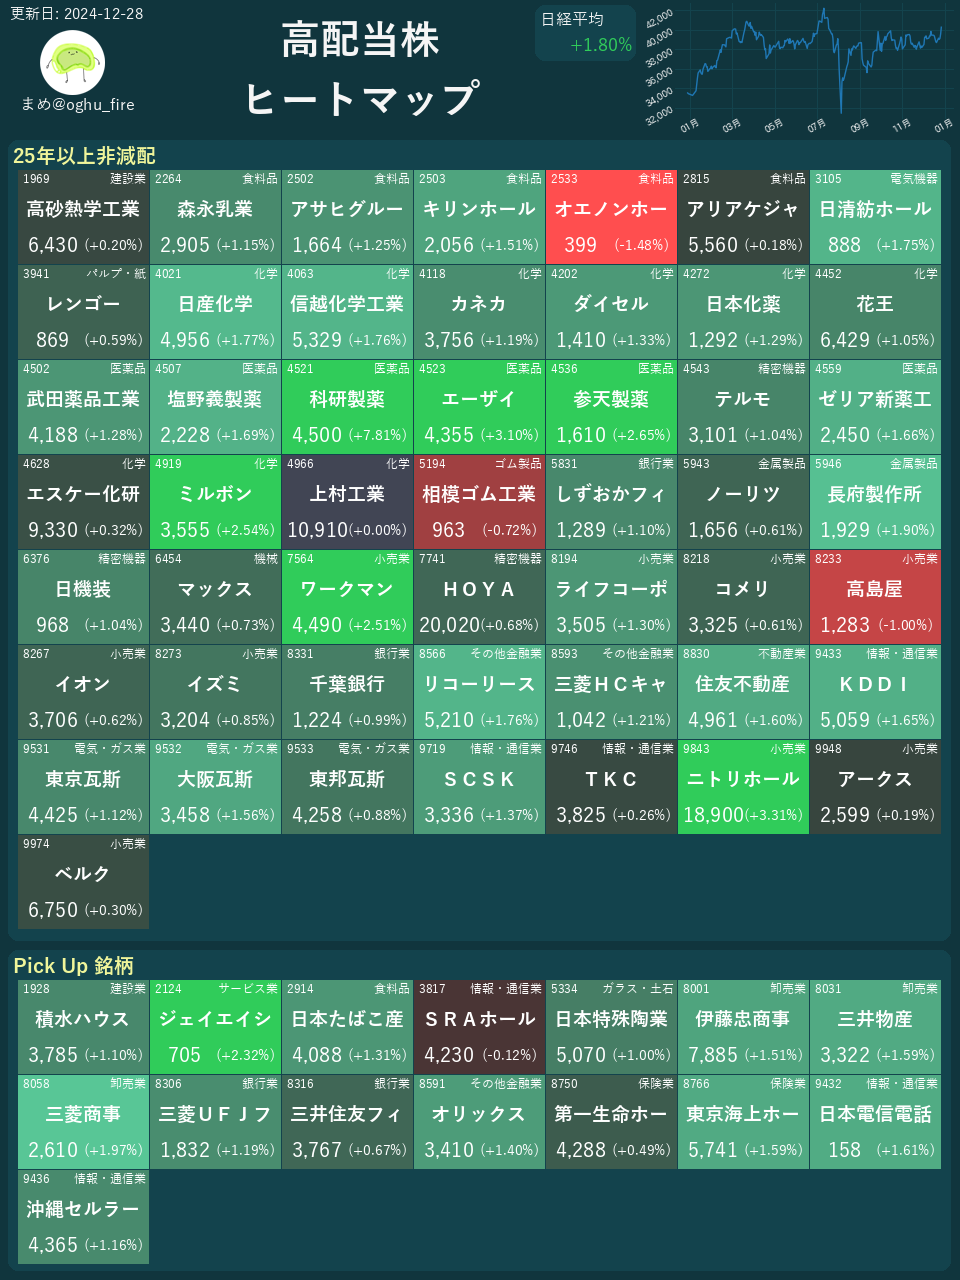 更新日: 2024-12-28
まめ@oghu_fire
高配当株
ヒートマップ
日経平均
+1.80%
42,000
40,000
38,000
36,000
34,000
32,000
01月 03月 05月 07月 09月 11月 01月
25年以上非減配
1969 建設業 2264 食料品 2502 食料品 2503 食料品 2533 食料品 2815 食料品 3105 電気機器
高砂熱学工業 森永乳業 アサヒグルー キリンホール オエノンホー アリアケジャ 日清紡ホール
6,430 (+0.20%) 2,905 (+1.15%) 1,664 (+1.25%) 2,056 (+1.51%) 399 (-1.48%) 5,560 (+0.18%) 888 (+1.75%)
3941 パルプ・紙 4021 化学 4063 化学 4118 化学 4202 化学 4272 化学 4452 化学
レンゴー 日産化学 信越化学工業 カネカ ダイセル 日本化薬 花王
869 (+0.59%) 4,956 (+1.77%) 5,329 (+1.76%) 3,756 (+1.19%) 1,410 (+1.33%) 1,292 (+1.29%) 6,429 (+1.05%)
4502 医薬品 4507 医薬品 4521 医薬品 4523 医薬品 4536 医薬品 4543 精密機器 4559 医薬品
武田薬品工業 塩野義製薬 科研製薬 エーザイ 参天製薬 テルモ ゼリア新薬工
4,188 (+1.28%) 2,228 (+1.69%) 4,500 (+7.81%) 4,355 (+3.10%) 1,610 (+2.65%) 3,101 (+1.04%) 2,450 (+1.66%)
4628 化学 4919 化学 4966 化学 5194 ゴム製品 5831 銀行業 5943 金属製品 5946 金属製品
エスケー化研 ミルボン 上村工業 相模ゴム工業 しずおかフィ ノーリツ 長府製作所
9,330 (+0.32%) 3,555 (+2.54%) 10,910(+0.00%) 963 (-0.72%) 1,289 (+1.10%) 1,656 (+0.61%) 1,929 (+1.90%)
6376 精密機器 6454 機械 7564 小売業 7741 精密機器 8194 小売業 8218 小売業 8233 小売業
日機装 マックス ワークマン ＨＯＹＡ ライフコーポ コメリ 高島屋
968 (+1.04%) 3,440 (+0.73%) 4,490 (+2.51%) 20,020(+0.68%) 3,505 (+1.30%) 3,325 (+0.61%) 1,283 (-1.00%)
8267 小売業 8273 小売業 8331 銀行業 8566 その他金融業 8593 その他金融業 8830 不動産業 9433 情報・通信業
イオン イズミ 千葉銀行 リコーリース 三菱ＨＣキャ 住友不動産 ＫＤＤＩ
3,706 (+0.62%) 3,204 (+0.85%) 1,224 (+0.99%) 5,210 (+1.76%) 1,042 (+1.21%) 4,961 (+1.60%) 5,059 (+1.65%)
9531 電気・ガス業 9532 電気・ガス業 9533 電気・ガス業 9719 情報・通信業 9746 情報・通信業 9843 小売業 9948 小売業
東京瓦斯 大阪瓦斯 東邦瓦斯 ＳＣＳＫ ＴＫＣ ニトリホール アークス
4,425 (+1.12%) 3,458 (+1.56%) 4,258 (+0.88%) 3,336 (+1.37%) 3,825 (+0.26%) 18,900(+3.31%) 2,599 (+0.19%)
9974 小売業
ベルク
6,750 (+0.30%)
Pick Up 銘柄
1928 建設業 2124 サービス業 2914 食料品 3817 情報・通信業 5334 ガラス・土石 8001 卸売業 8031 卸売業
積水ハウス ジェイエイシ 日本たばこ産 ＳＲＡホール 日本特殊陶業 伊藤忠商事 三井物産
3,785 (+1.10%) 705 (+2.32%) 4,088 (+1.31%) 4,230 (-0.12%) 5,070 (+1.00%) 7,885 (+1.51%) 3,322 (+1.59%)
8058 卸売業 8306 銀行業 8316 銀行業 8591 その他金融業 8750 保険業 8766 保険業 9432 情報・通信業
三菱商事 三菱ＵＦＪフ 三井住友フィ オリックス 第一生命ホー 東京海上ホー 日本電信電話
2,610 (+1.97%) 1,832 (+1.19%) 3,767 (+0.67%) 3,410 (+1.40%) 4,288 (+0.49%) 5,741 (+1.59%) 158 (+1.61%)
9436 情報・通信業
沖縄セルラー
4,365 (+1.16%)